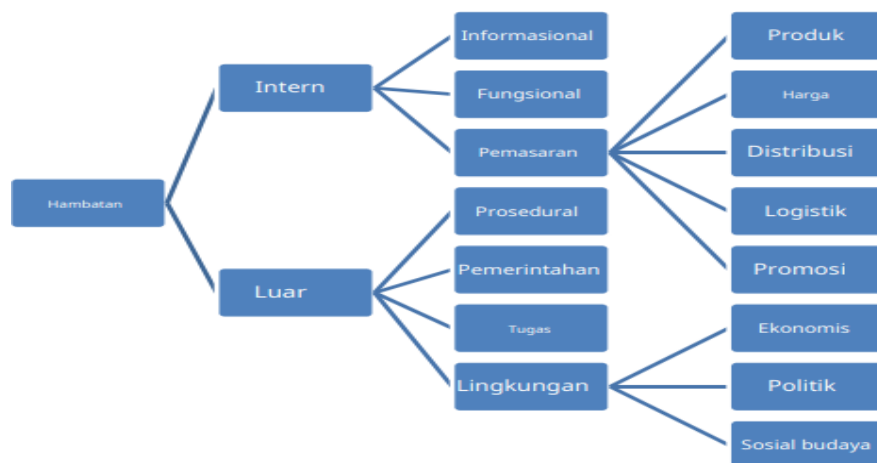 Hambatan
Intern
Informasional
Fungsional
Pemasaran
Produk
Harga
Distribusi
Logistik
Promosi
Luar
Prosedural
Pemerintahan
Tugas
Lingkungan
Ekonomis
Politik
Sosial budaya